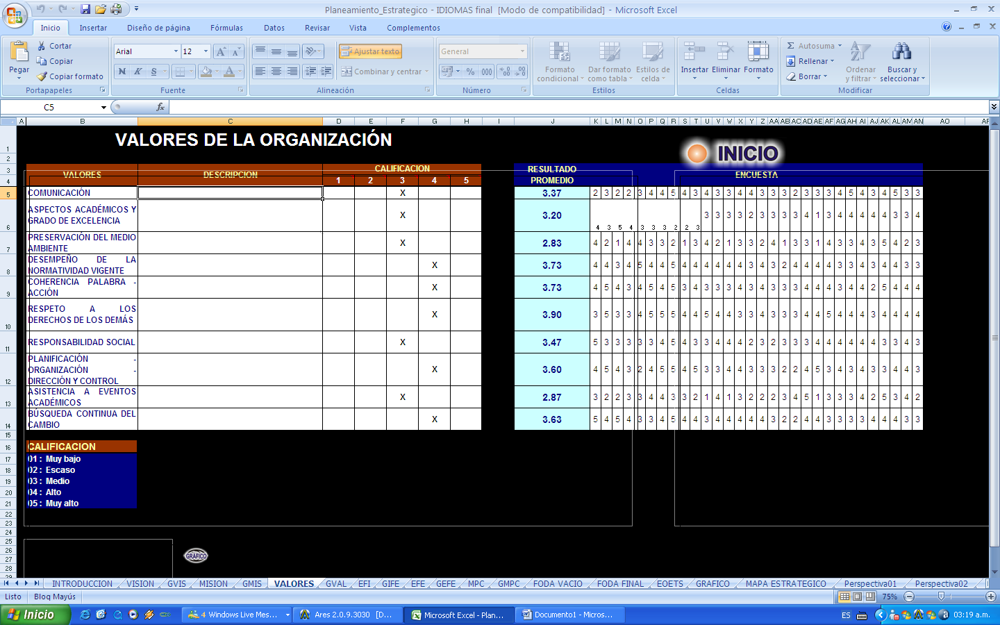 Planeamiento_Estrategico - IDIOMAS final [Modo de compatibilidad] - Microsoft Excel
Inicio Insertar Diseño de página Fórmulas Datos Revisar Vista Complementos
Pegar Cortar Copiar Copiar formato
Arial 12
N K S
Ajustar texto
Combinar y centrar
General
% 000
Formato condicional Dar formato como tabla Estilos de celda
Insertar Eliminar Formato
Autosuma Rellenar Borrar
Ordenar y filtrar Buscar y seleccionar
Portapapeles Fuente Alineación Número Estilos Celdas Modificar
C5 fx
A B C D E F G H I J K L M N O P Q R S T U V W X Y Z AA AB AC AD AE AF AG AH AI AJ AK AL AM AN AO AP
VALORES DE LA ORGANIZACIÓN
INICIO
VALORES DESCRIPCION CALIFICACION
1 2 3 4 5
RESULTADO PROMEDIO ENCUESTA
COMUNICACIÓN X 3.37 2 3 2 2 3 4 4 5 4 3 4 3 3 4 4 3 3 3 2 3 3 3 4 5 4 3 4 5 3 3
ASPECTOS ACADÉMICOS Y GRADO DE EXCELENCIA X 3.20 4 3 5 4 3 3 3 2 2 3 3 3 3 3 2 3 3 3 3 4 1 3 4 4 4 4 4 3 3 4
PRESERVACIÓN DEL MEDIO AMBIENTE X 2.83 4 2 1 4 4 3 3 2 1 3 4 2 1 3 3 2 4 1 3 3 1 4 3 3 4 3 5 4 2 3
DESEMPEÑO DE LA NORMATIVIDAD VIGENTE X 3.73 4 4 3 4 5 4 4 5 4 4 4 4 4 4 3 4 3 2 4 4 4 4 3 3 4 3 4 4 3 3
COHERENCIA PALABRA - ACCIÓN X 3.73 4 5 4 3 4 5 4 5 3 4 3 3 3 4 3 4 3 3 3 4 4 4 3 4 4 2 5 4 4 4
RESPETO A LOS DERECHOS DE LOS DEMÁS X 3.90 3 5 3 3 4 5 5 5 4 4 5 4 4 3 3 4 3 3 3 4 4 5 4 4 4 3 4 4 4 4
RESPONSABILIDAD SOCIAL X 3.47 5 3 3 3 3 3 4 5 4 3 3 4 4 4 2 3 2 3 3 3 4 4 4 4 4 4 3 3 4 3
PLANIFICACIÓN - ORGANIZACIÓN - DIRECCIÓN Y CONTROL X 3.60 4 5 4 3 2 4 5 5 4 5 3 3 4 4 3 3 3 2 2 4 5 3 4 3 4 3 3 4 4 3
ASISTENCIA A EVENTOS ACADÉMICOS X 2.87 3 2 2 3 3 4 4 3 3 2 1 4 1 3 2 2 2 3 4 5 1 3 3 3 4 2 5 3 4 2
BÚSQUEDA CONTINUA DEL CAMBIO X 3.63 5 4 5 4 3 3 4 5 4 4 3 4 4 4 4 4 3 2 2 4 4 3 3 3 3 4 4 4 3 3
CALIFICACION
01 : Muy bajo
02 : Escaso
03 : Medio
04 : Alto
05 : Muy alto
GRÁFICO
INTRODUCCION VISION GVIS MISION GMIS VALORES GVAL EFI GIFE EFE GEFE MPC GMPC FODA VACIO FODA FINAL EOETS GRAFICO MAPA ESTRATEGICO Perspectiva01 Perspectiva02
Listo Bloq Mayús 75%
Inicio 4 Windows Live Mes... Ares 2.0.9.3030 [D... Microsoft Excel - Plan... Documento1 - Micros... ES 03:19 a.m.